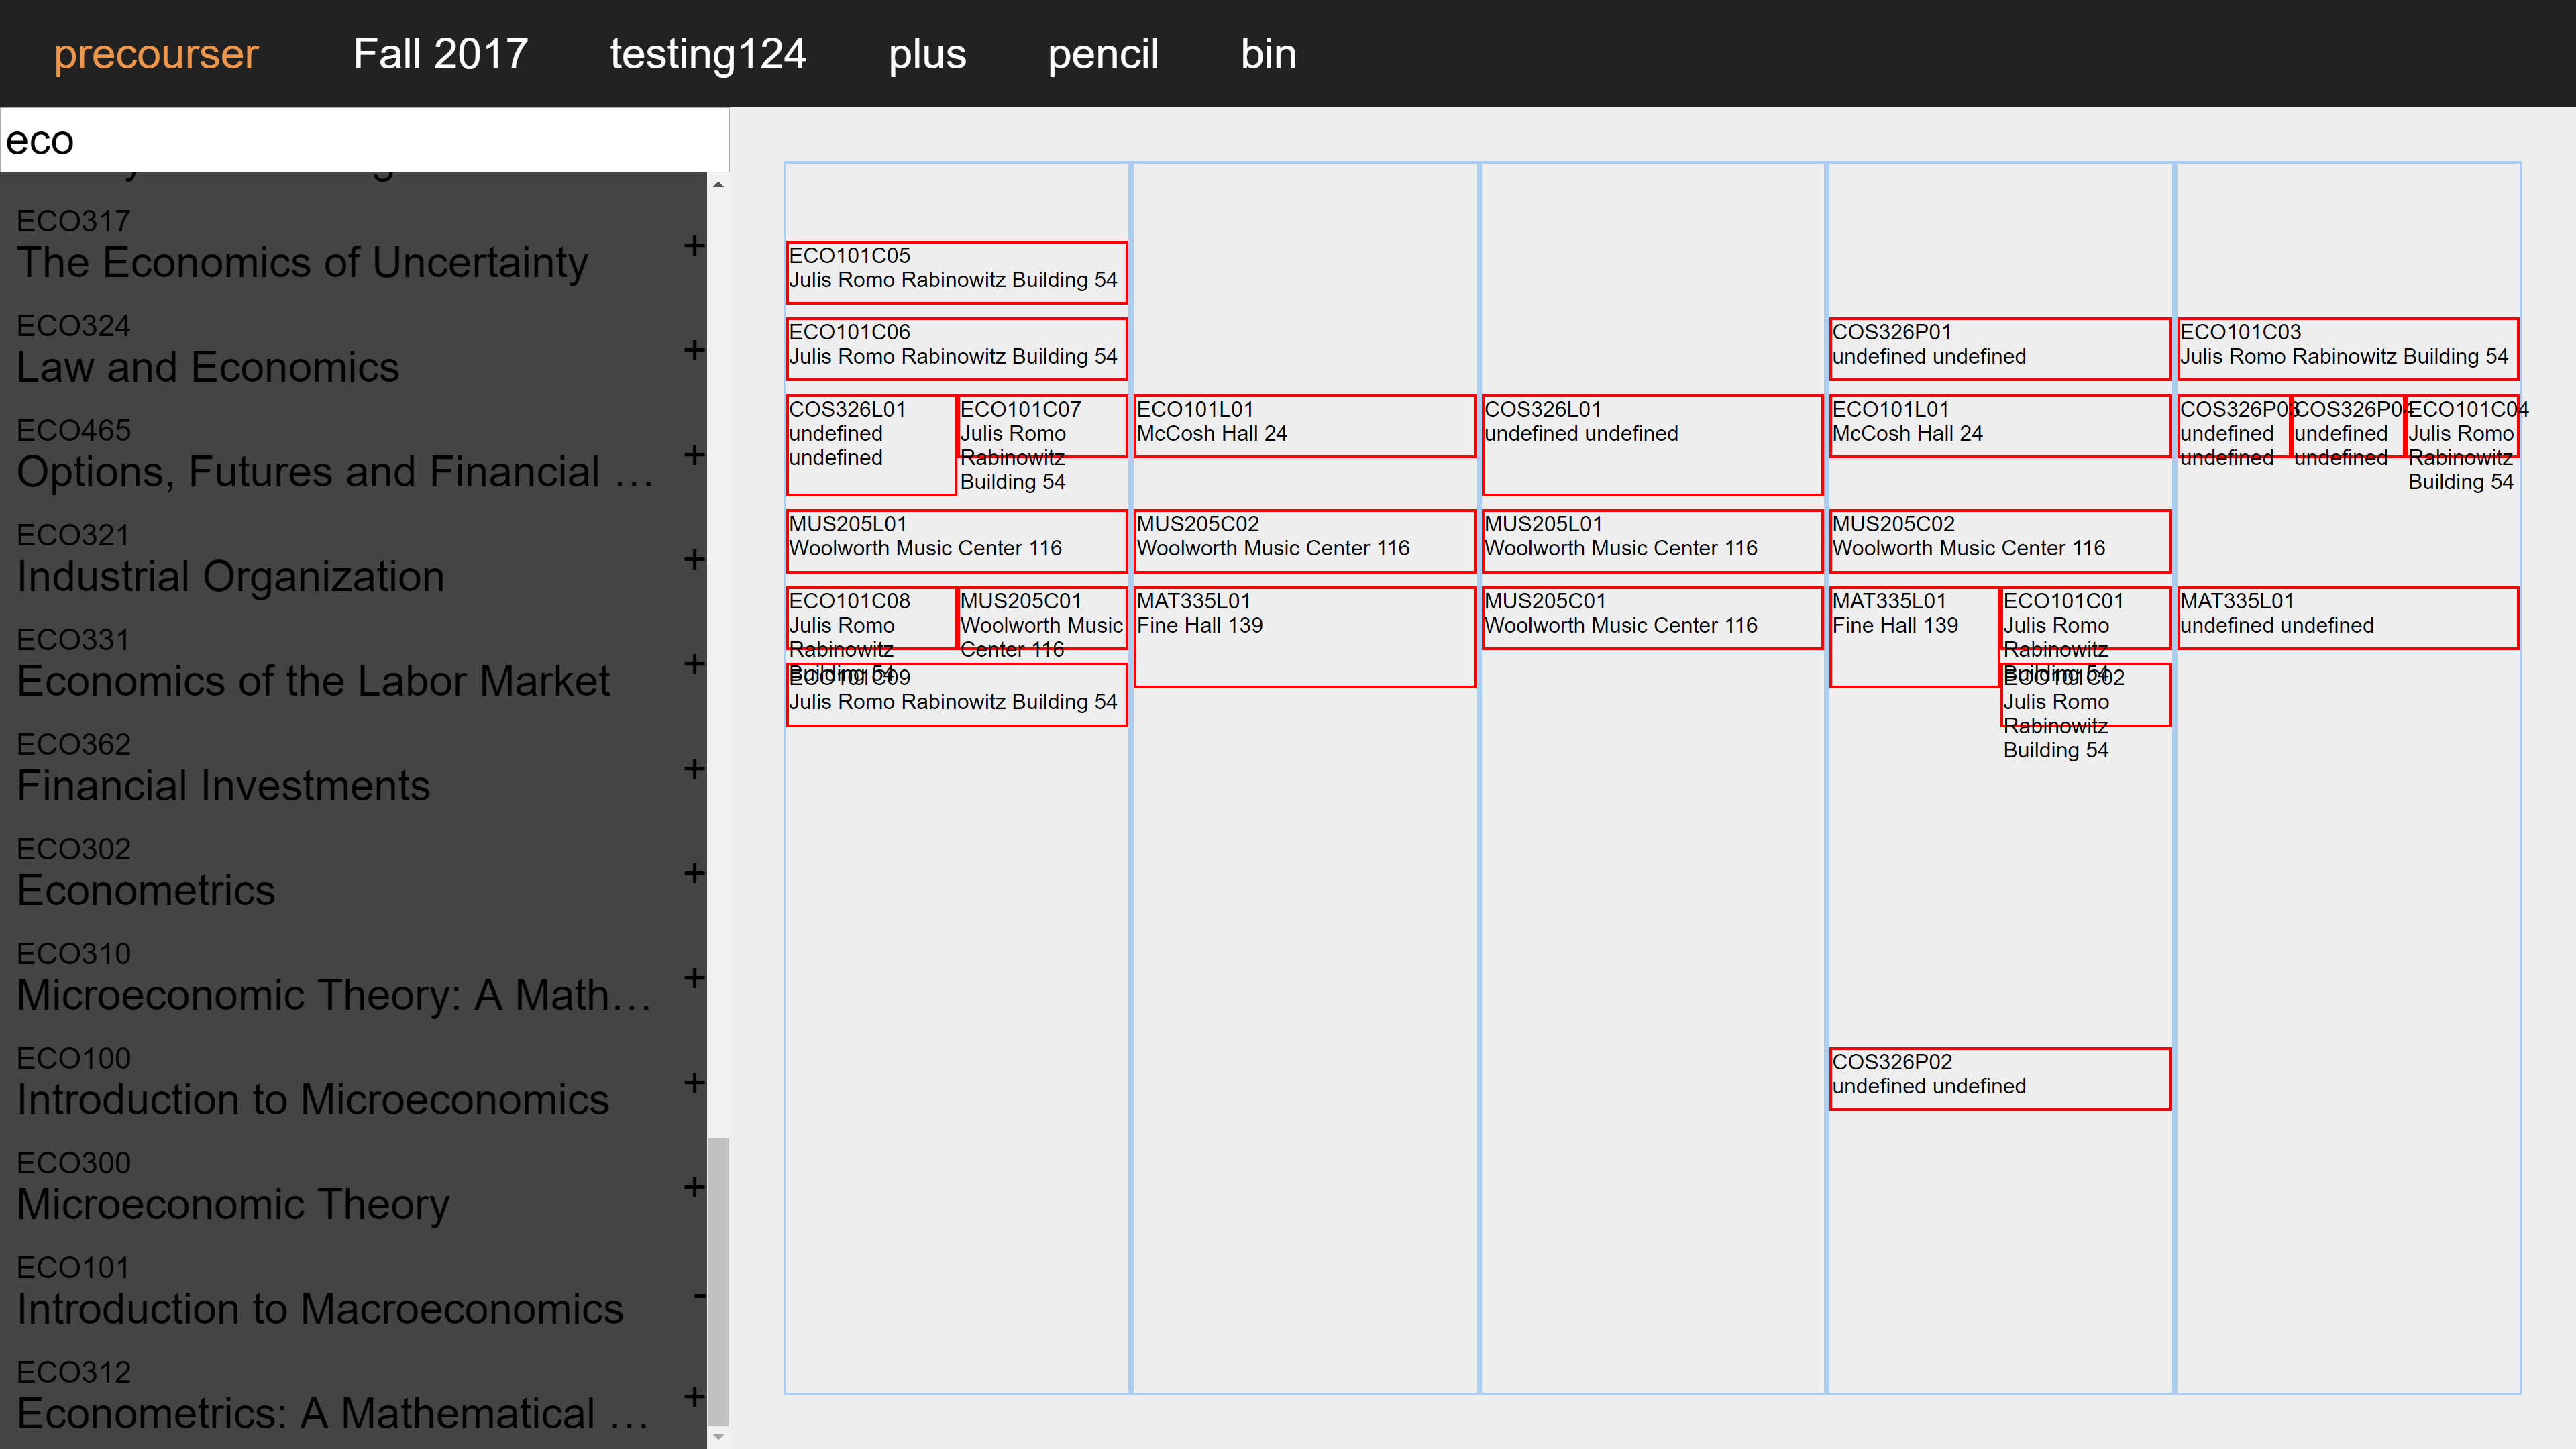 precourser Fall 2017 testing124 plus pencil bin
eco
ECO317
The Economics of Uncertainty +
ECO324
Law and Economics +
ECO465
Options, Futures and Financial … +
ECO321
Industrial Organization +
ECO331
Economics of the Labor Market +
ECO362
Financial Investments +
ECO302
Econometrics +
ECO310
Microeconomic Theory: A Math… +
ECO100
Introduction to Microeconomics +
ECO300
Microeconomic Theory +
ECO101
Introduction to Macroeconomics -
ECO312
Econometrics: A Mathematical … +
ECO101C05
Julis Romo Rabinowitz Building 54
ECO101C06
Julis Romo Rabinowitz Building 54
COS326L01
undefined
undefined
ECO101C07
Julis Romo
Rabinowitz
Building 54
MUS205L01
Woolworth Music Center 116
ECO101C08
Julis Romo
Rabinowitz
Building 54
MUS205C01
Woolworth Music
Center 116
ECO101C09
Julis Romo Rabinowitz Building 54
ECO101L01
McCosh Hall 24
MUS205C02
Woolworth Music Center 116
MAT335L01
Fine Hall 139
COS326L01
undefined undefined
MUS205L01
Woolworth Music Center 116
MUS205C01
Woolworth Music Center 116
COS326P01
undefined undefined
ECO101L01
McCosh Hall 24
MUS205C02
Woolworth Music Center 116
MAT335L01
Fine Hall 139
ECO101C01
Julis Romo
Rabinowitz
Building 54
ECO101C02
Julis Romo
Rabinowitz
Building 54
COS326P02
undefined undefined
ECO101C03
Julis Romo Rabinowitz Building 54
COS326P03
undefined
undefined
COS326P04
undefined
undefined
ECO101C04
Julis Romo
Rabinowitz
Building 54
MAT335L01
undefined undefined